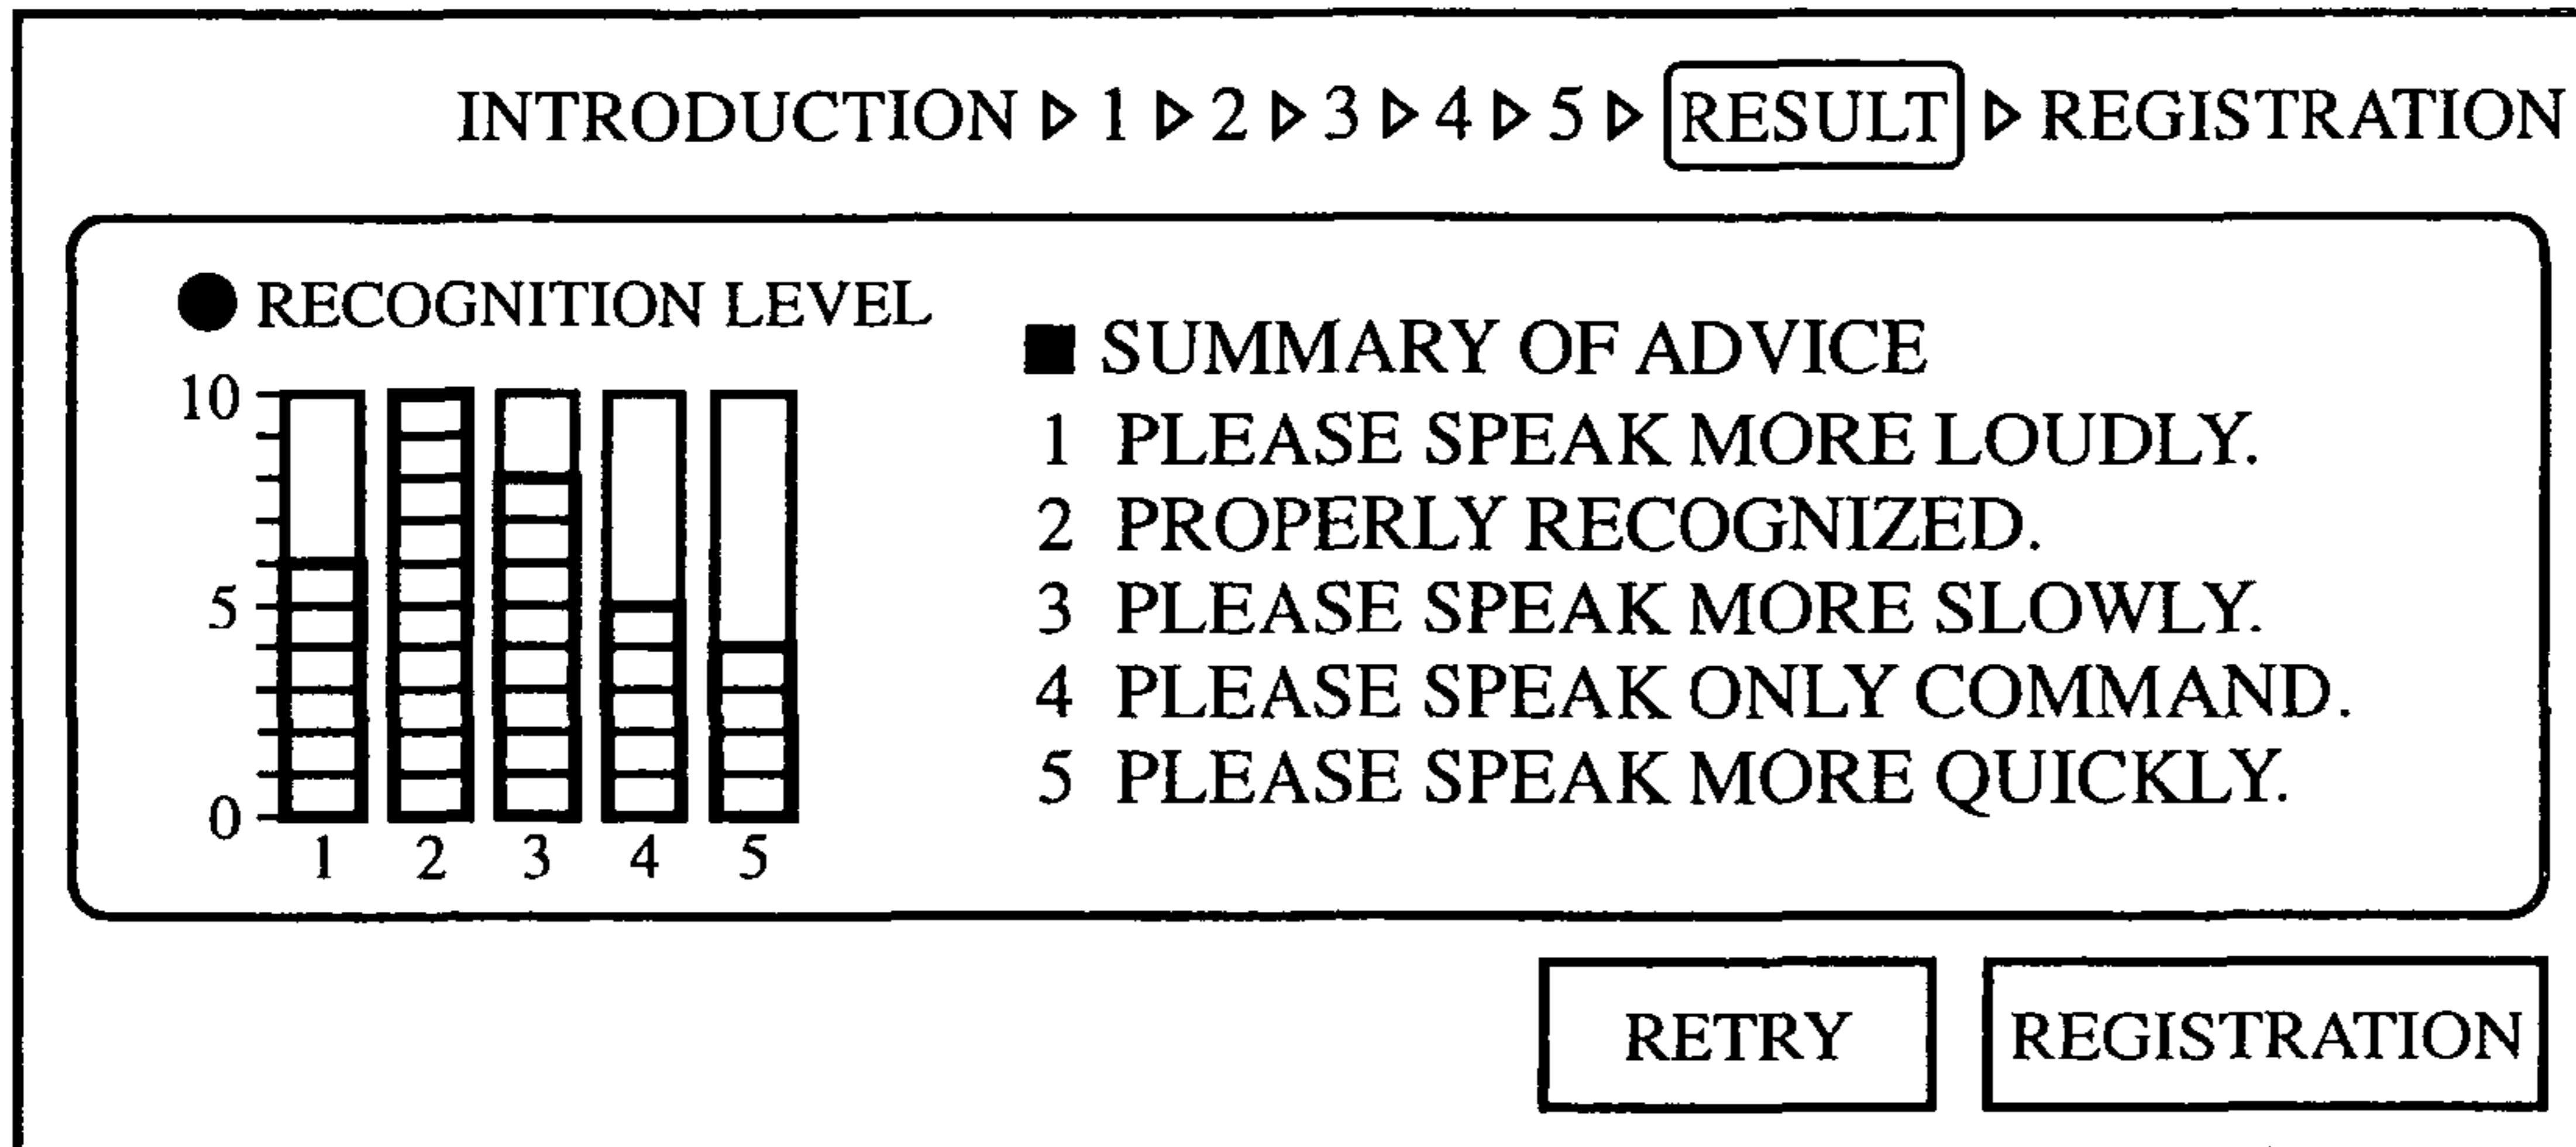 INTRODUCTION ▷ 1 ▷ 2 ▷ 3 ▷ 4 ▷ 5 ▷ RESULT ▷ REGISTRATION
● RECOGNITION LEVEL
10
5
0
1 2 3 4 5
■ SUMMARY OF ADVICE
1 PLEASE SPEAK MORE LOUDLY.
2 PROPERLY RECOGNIZED.
3 PLEASE SPEAK MORE SLOWLY.
4 PLEASE SPEAK ONLY COMMAND.
5 PLEASE SPEAK MORE QUICKLY.
RETRY
REGISTRATION